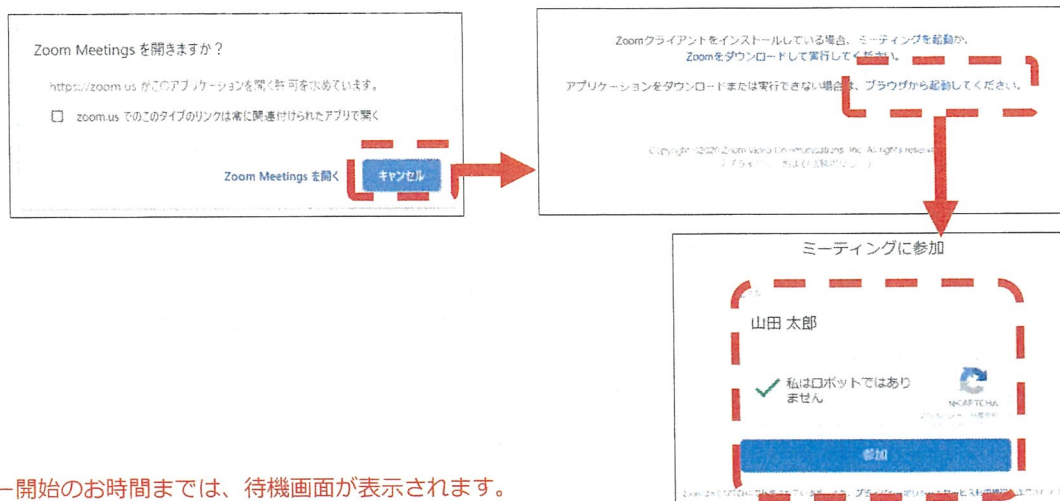 Zoom Meetings を開きますか？
https://zoom.us がこのアプリケーションを開く許可を求めています。
zoom.us でのこのタイプのリンクは常に関連付けられたアプリで開く
Zoom Meetings を開く
キャンセル
Zoomクライアントをインストールしている場合、ミーティングを起動か、
Zoomをダウンロードして実行してください。
アプリケーションをダウンロードまたは実行できない場合は、ブラウザから起動してください。
Copyright ©2020 Zoom Video Communications, Inc. All rights reserve
ミーティングに参加
山田 太郎
私はロボットではあり
ません
reCAPTCHA
参加
ー開始のお時間までは、待機画面が表示されます。